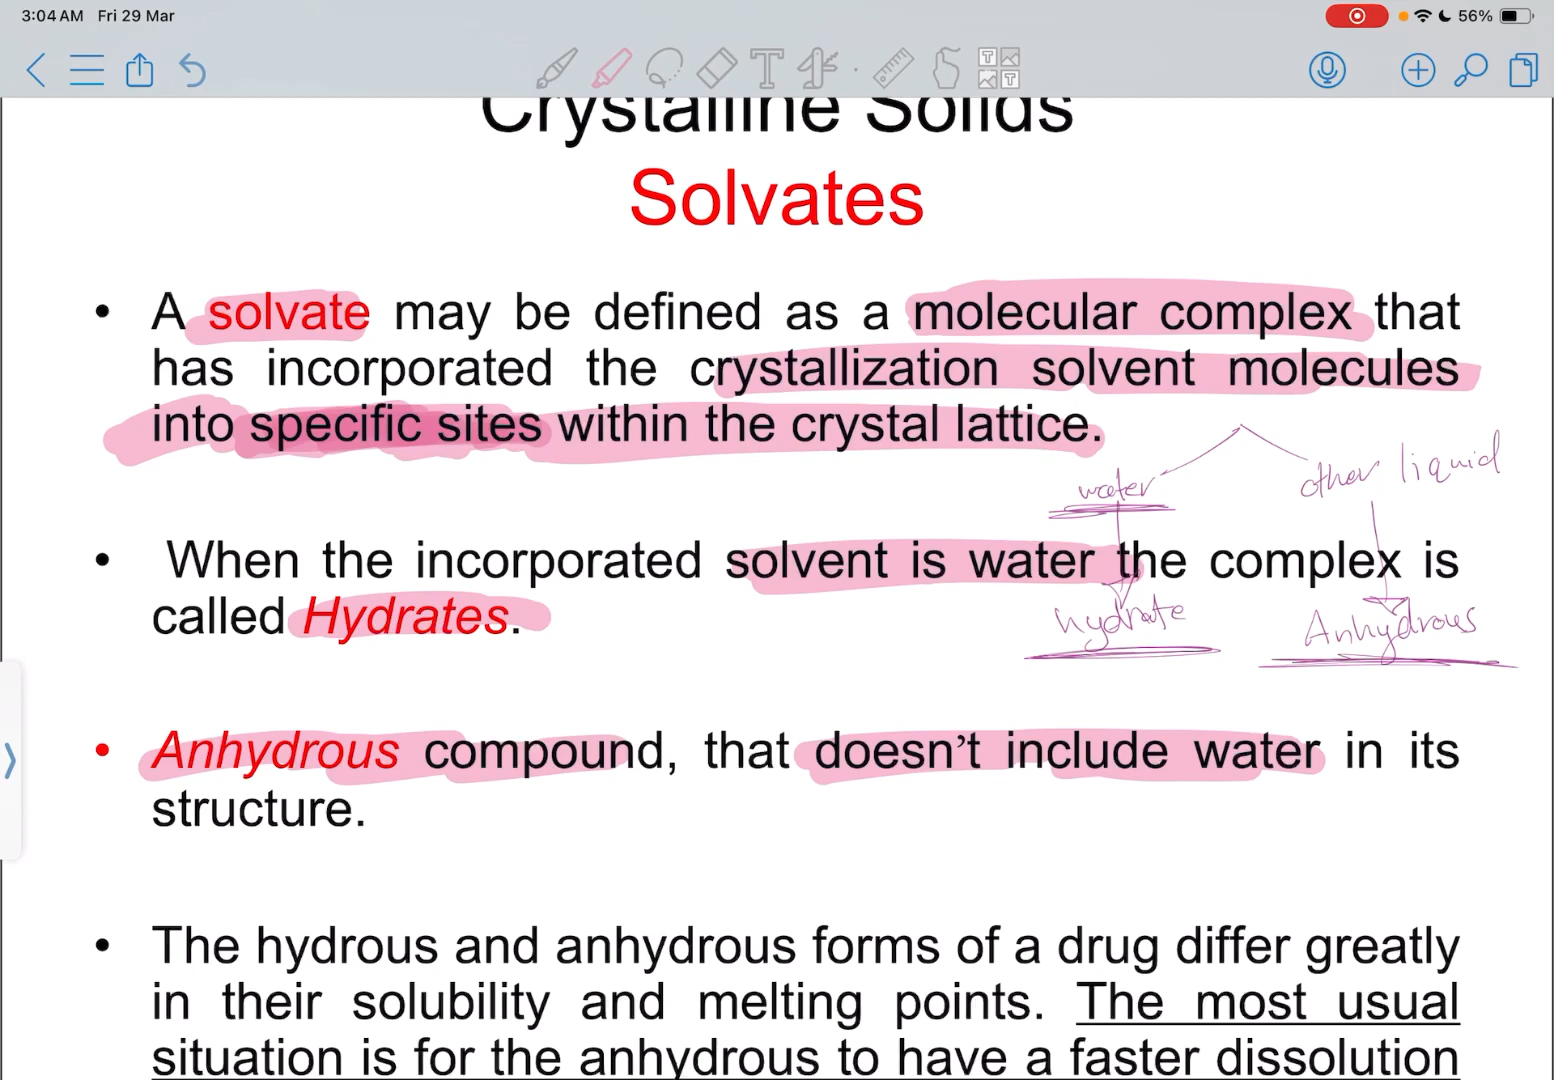 3:04 AM Fri 29 Mar
56%
Crystalline Solids
Solvates
• A solvate may be defined as a molecular complex that
has incorporated the crystallization solvent molecules
into specific sites within the crystal lattice.
water
other liquid
• When the incorporated solvent is water the complex is
called Hydrates.
hydrate
Anhydrous
• Anhydrous compound, that doesn’t include water in its
structure.
• The hydrous and anhydrous forms of a drug differ greatly
in their solubility and melting points. The most usual
situation is for the anhydrous to have a faster dissolution